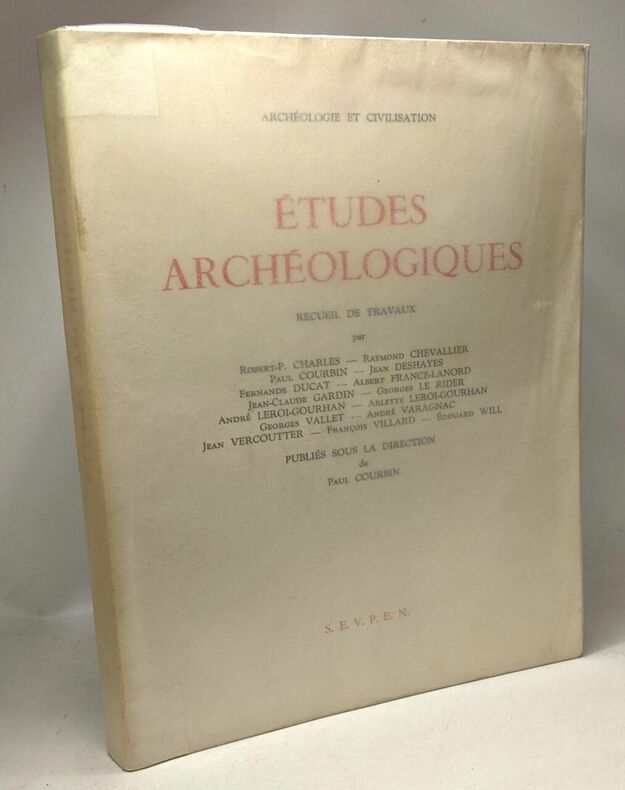 ARCHÉOLOGIE ET CIVILISATION
ÉTUDES
ARCHÉOLOGIQUES
RECUEIL DE TRAVAUX
par
ROBERT-P. CHARLES — RAYMOND CHEVALLIER
PAUL COURBIN — JEAN DESHAYES
FERNANDE DUCAT — ALBERT FRANCE-LANORD
JEAN-CLAUDE GARDIN — GEORGES LE RIDER
ANDRÉ LEROI-GOURHAN — ARLETTE LEROI-GOURHAN
GEORGES VALLET — ANDRÉ VARAGNAC
JEAN VERCOUTTER — FRANÇOIS VILLARD — ÉDOUARD WILL
PUBLIÉS SOUS LA DIRECTION
de
PAUL COURBIN
S. E. V. P. E. N.